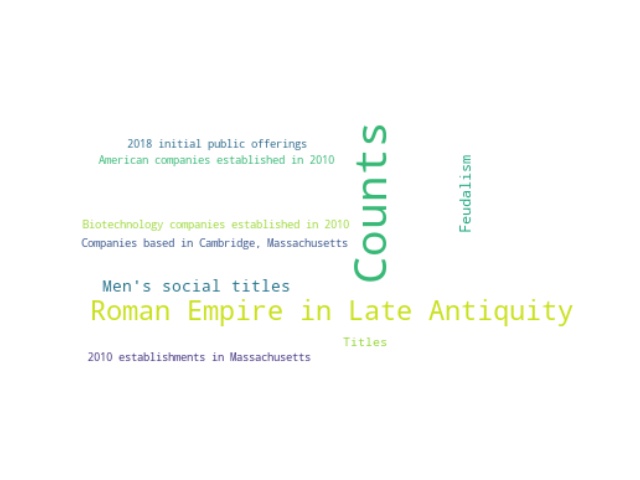 2018 initial public offerings
American companies established in 2010
Counts
Feudalism
Biotechnology companies established in 2010
Companies based in Cambridge, Massachusetts
Men's social titles
Roman Empire in Late Antiquity
Titles
2010 establishments in Massachusetts